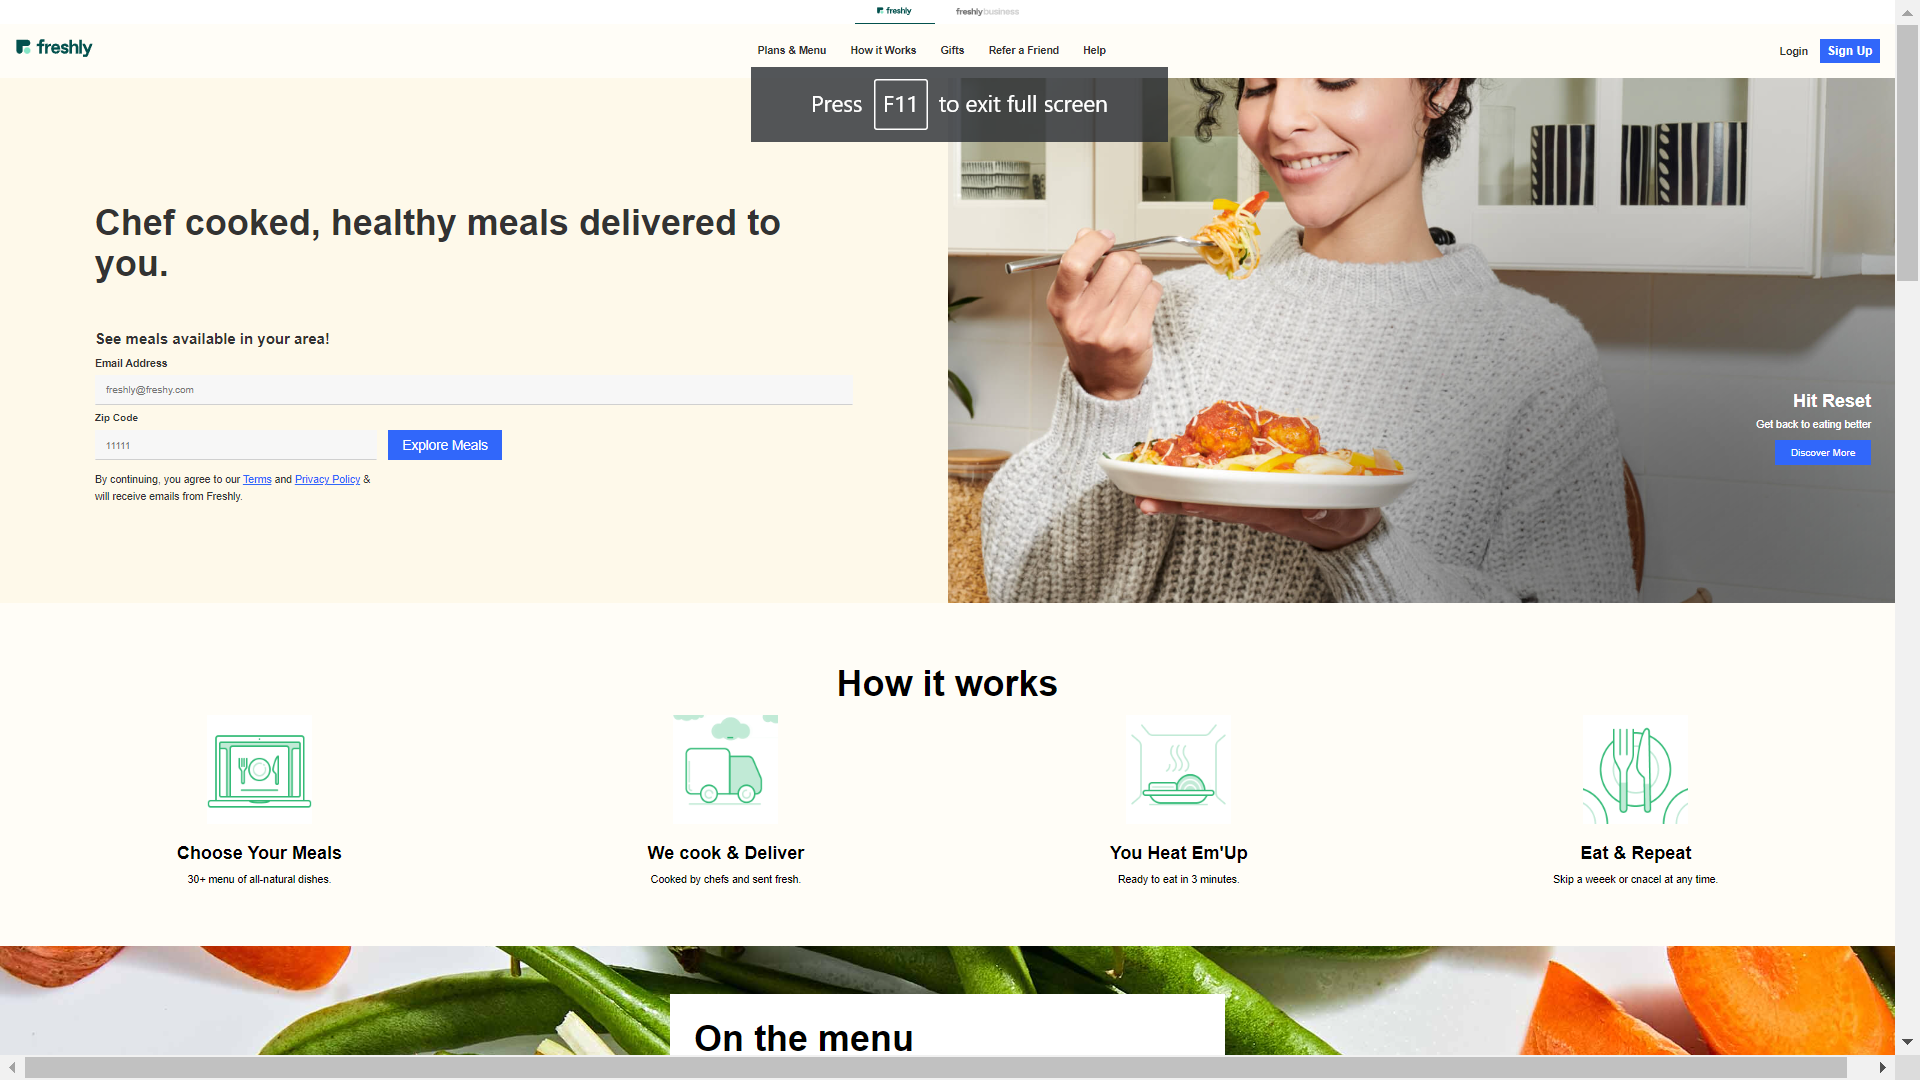 freshly
freshlybusiness
freshly
Plans & Menu
How it Works
Gifts
Refer a Friend
Help
Login
Sign Up
Press F11 to exit full screen
Chef cooked, healthy meals delivered to
you.
See meals available in your area!
Email Address
freshly@freshy.com
Zip Code
11111
Explore Meals
By continuing, you agree to our Terms and Privacy Policy &
will receive emails from Freshly.
Hit Reset
Get back to eating better
Discover More
How it works
Choose Your Meals
30+ menu of all-natural dishes.
We cook & Deliver
Cooked by chefs and sent fresh.
You Heat Em'Up
Ready to eat in 3 minutes.
Eat & Repeat
Skip a weeek or cnacel at any time.
On the menu